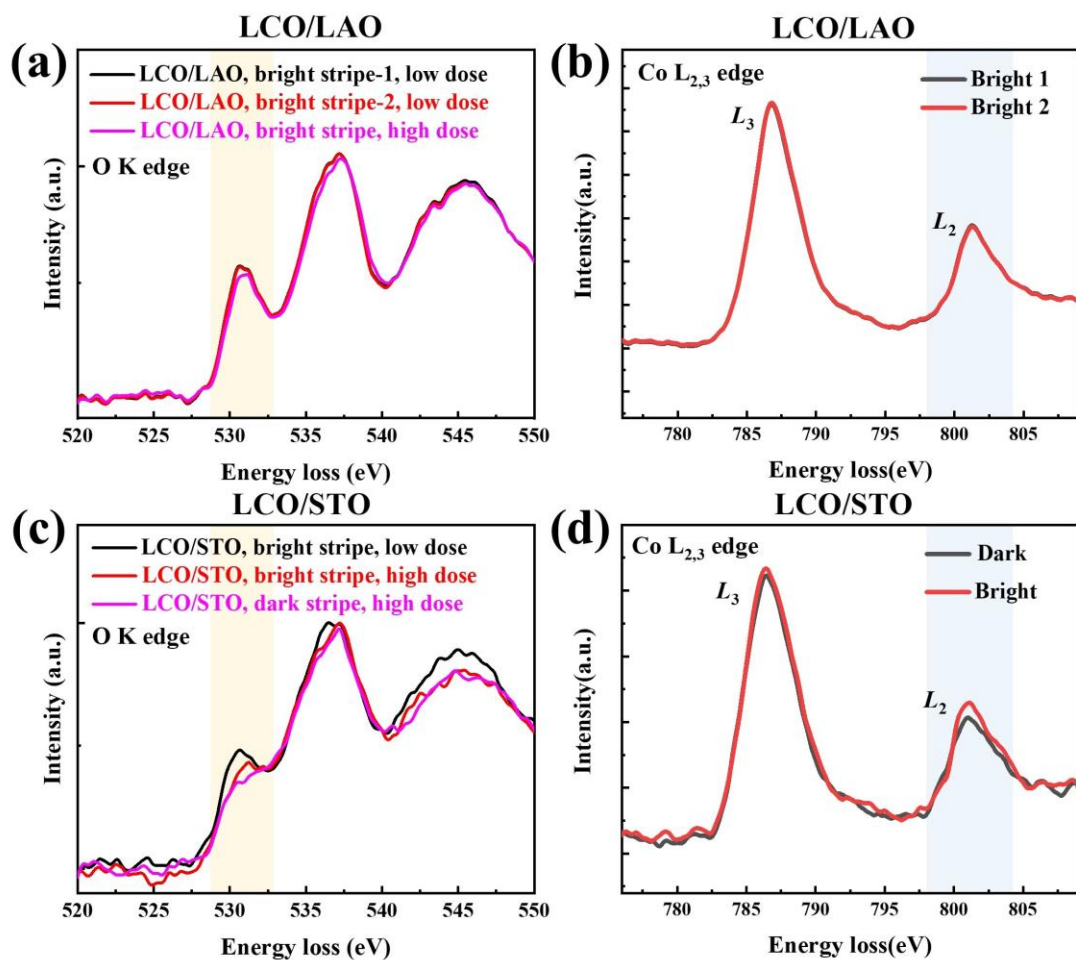 LCO/LAO
(a)
LCO/LAO, bright stripe-1, low dose
LCO/LAO, bright stripe-2, low dose
LCO/LAO, bright stripe, high dose
O K edge
Intensity (a.u.)
520 525 530 535 540 545 550
Energy loss (eV)
LCO/LAO
(b)
Co L2,3 edge
Bright 1
Bright 2
L3
L2
Intensity(a.u.)
780 785 790 795 800 805
Energy loss(eV)
LCO/STO
(c)
LCO/STO, bright stripe, low dose
LCO/STO, bright stripe, high dose
LCO/STO, dark stripe, high dose
O K edge
Intensity (a.u.)
520 525 530 535 540 545 550
Energy loss (eV)
LCO/STO
(d)
Co L2,3 edge
Dark
Bright
L3
L2
Intensity(a.u.)
780 785 790 795 800 805
Energy loss(eV)